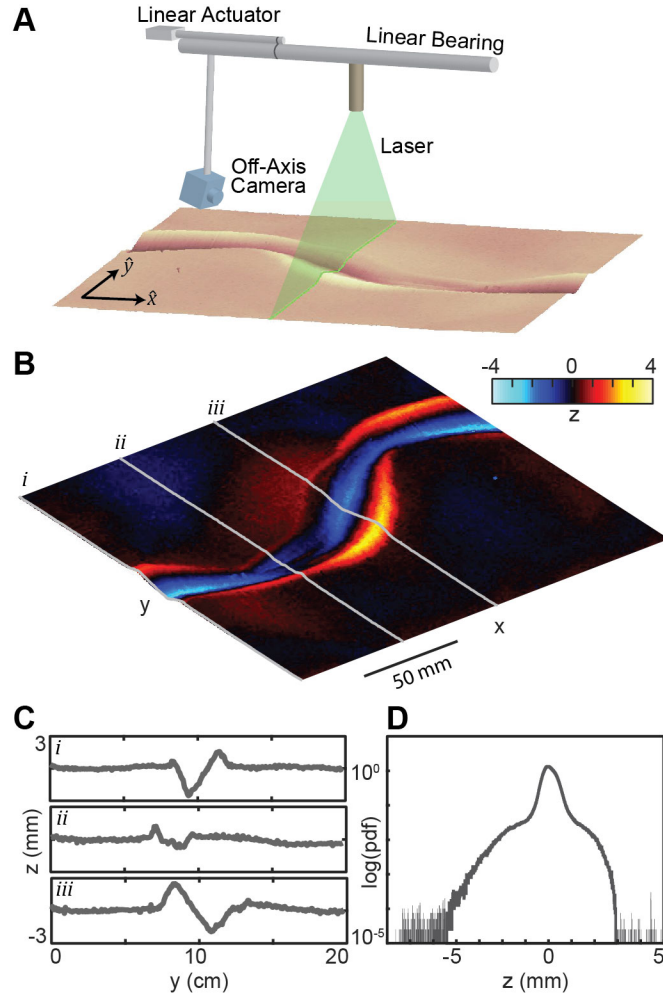 A
Linear Actuator
Linear Bearing
Laser
Off-Axis
Camera
ŷ
x̂
B
-4 0 4
z
iii
ii
i
y
x
50 mm
C
D
3
i
ii
iii
-3
z (mm)
0 10 20
y (cm)
10⁰
log(pdf)
10⁻⁵
-5 0 5
z (mm)